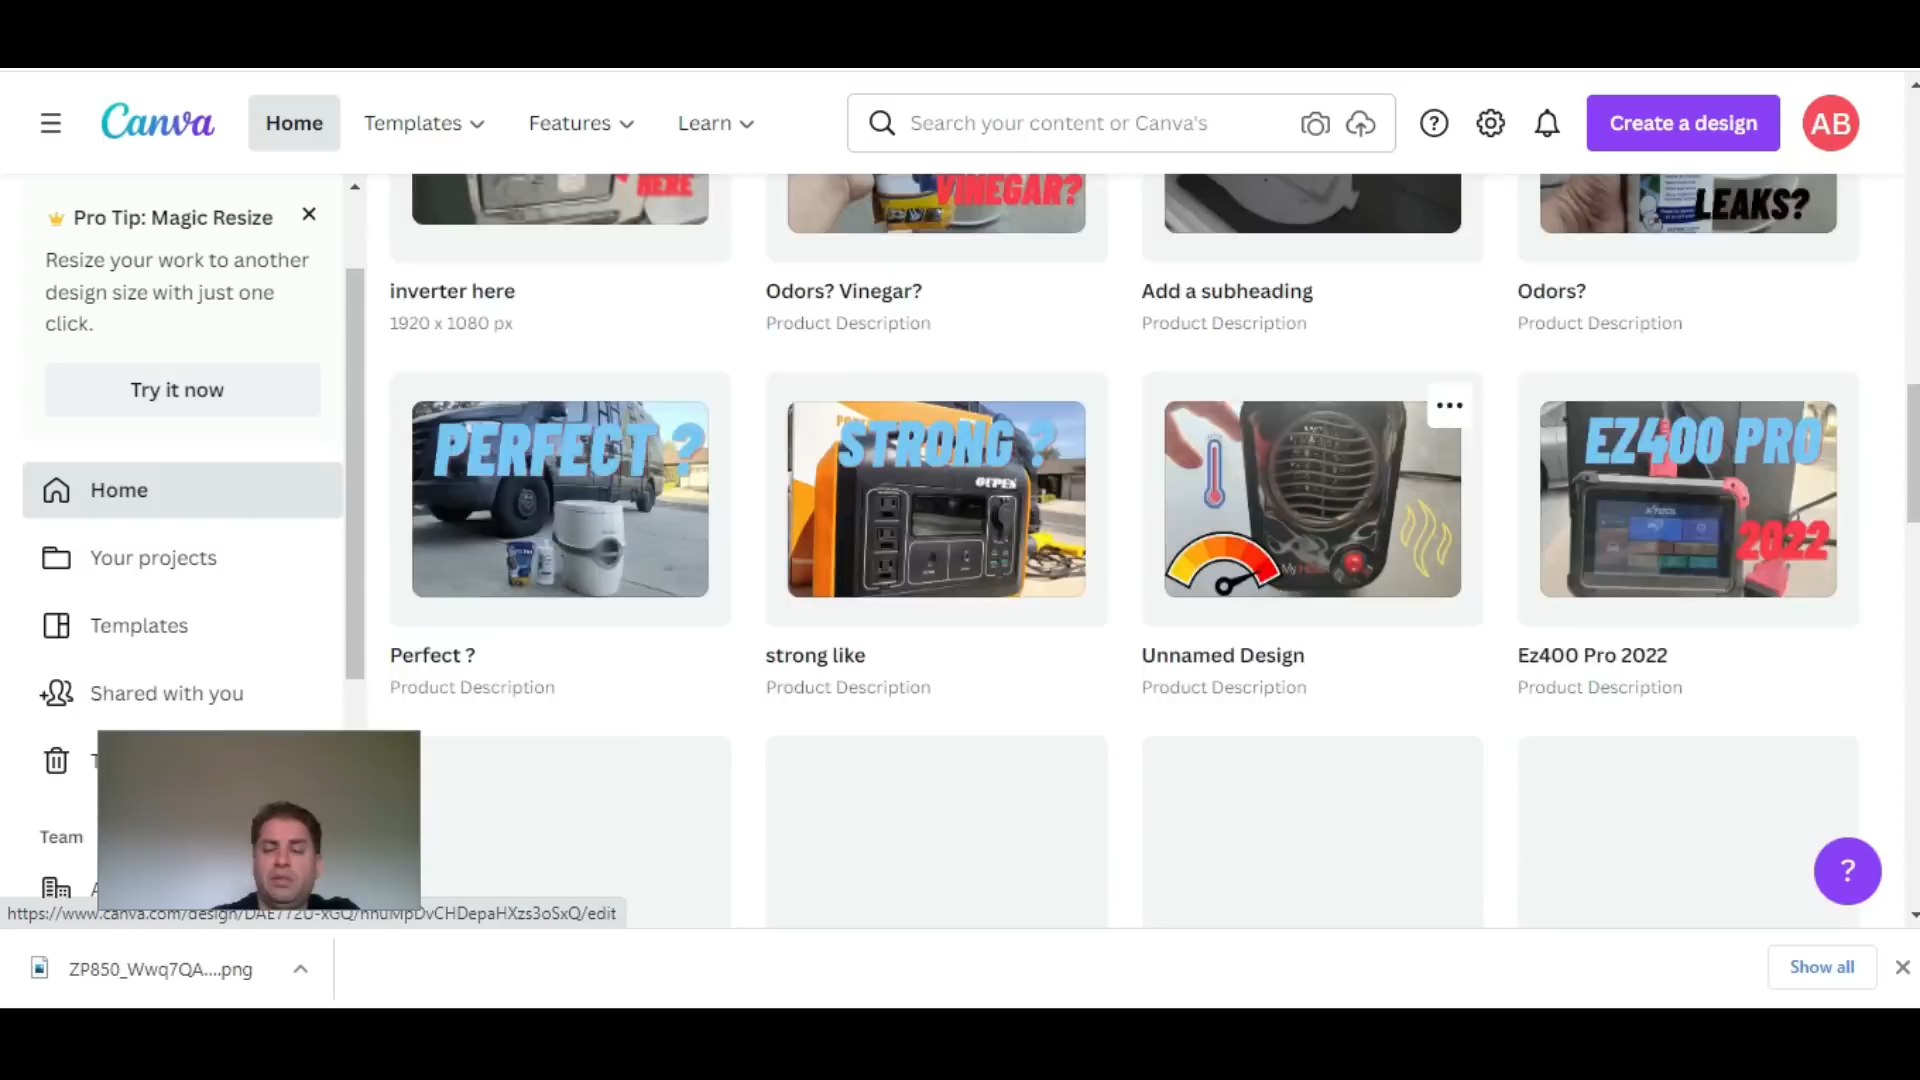 Canva
Home
Templates
Features
Learn
Search your content or Canva's
Create a design
AB
HERE
VINEGAR?
LEAKS?
Pro Tip: Magic Resize
Resize your work to another
design size with just one
click.
Try it now
inverter here
1920 x 1080 px
Odors? Vinegar?
Product Description
Add a subheading
Product Description
Odors?
Product Description
Home
Your projects
Templates
Shared with you
Team
PERFECT ?
STRONG ?
OUPES
My
EZ400 PRO
XTOOL
2022
Perfect ?
Product Description
strong like
Product Description
Unnamed Design
Product Description
Ez400 Pro 2022
Product Description
?
ZP850_Wwq7QA....png
Show all